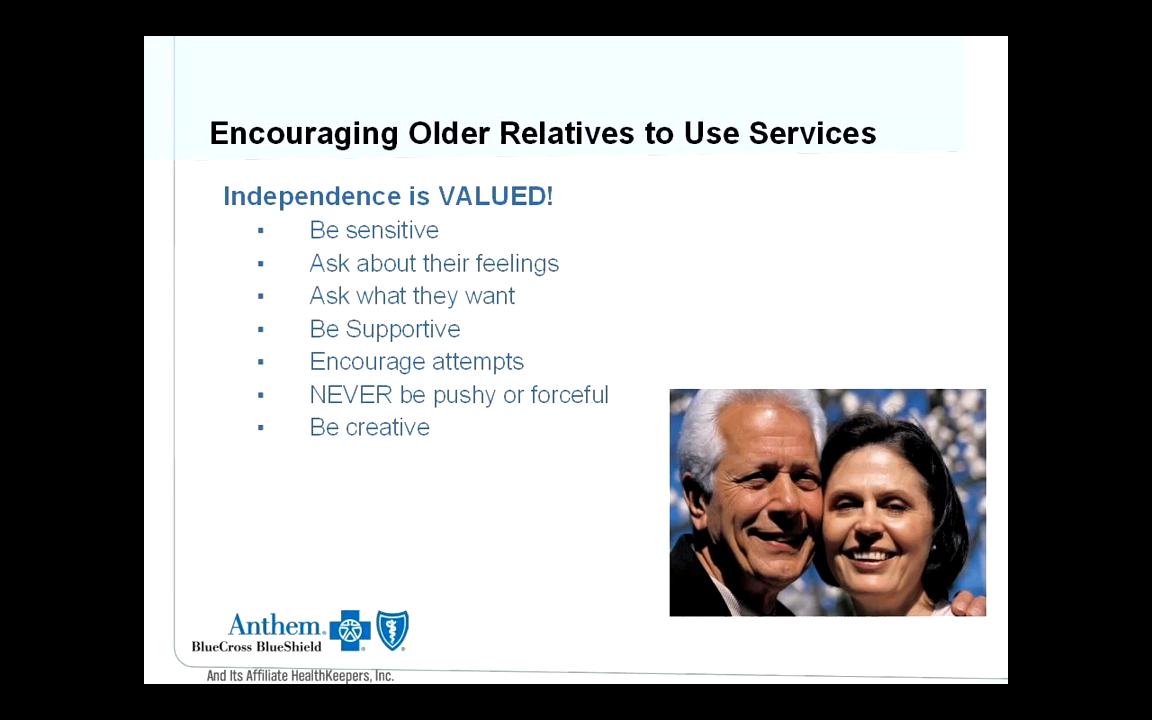 Encouraging Older Relatives to Use Services
Independence is VALUED!
▪ Be sensitive
▪ Ask about their feelings
▪ Ask what they want
▪ Be Supportive
▪ Encourage attempts
▪ NEVER be pushy or forceful
▪ Be creative
Anthem®
BlueCross BlueShield ® ®
And Its Affiliate HealthKeepers, Inc.